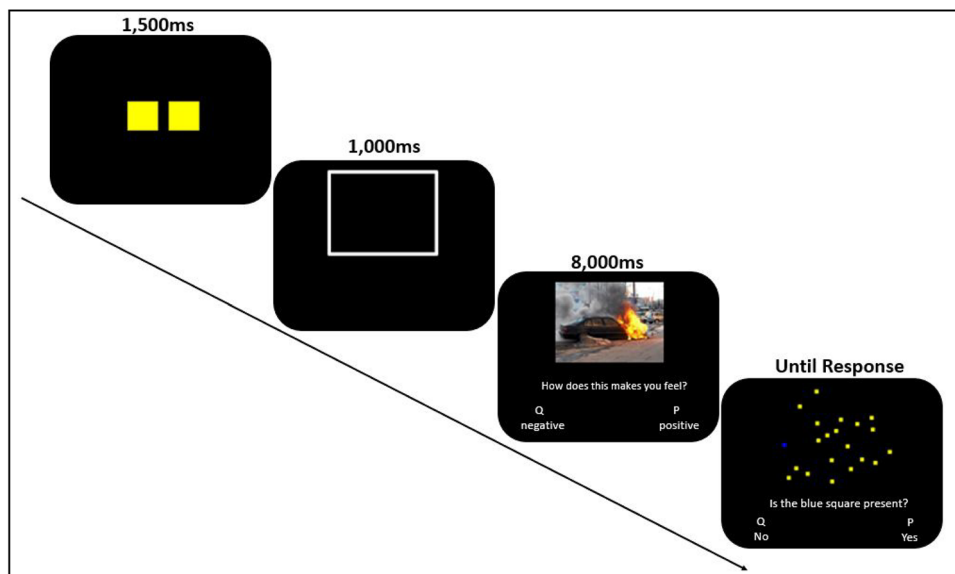 1,500ms
1,000ms
8,000ms
How does this makes you feel?
Q P
negative positive
Until Response
Is the blue square present?
Q P
No Yes